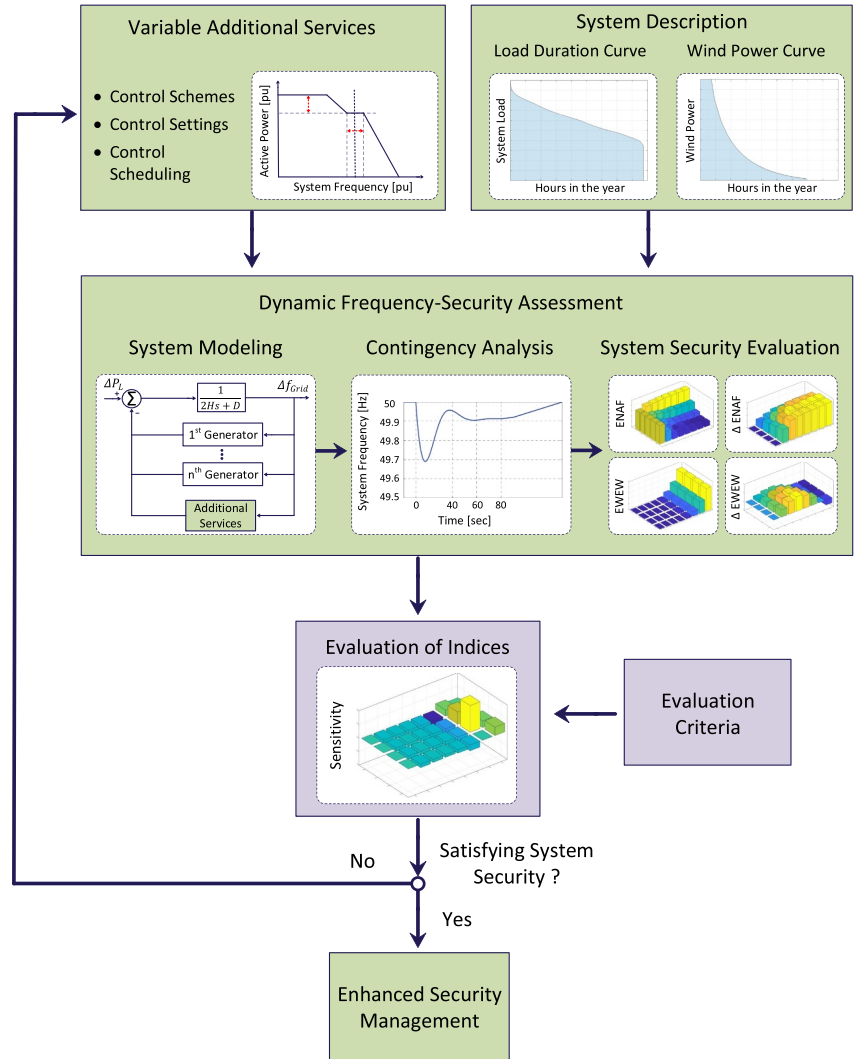 Variable Additional Services
• Control Schemes
• Control Settings
• Control
Scheduling
Active Power [pu]
System Frequency [pu]
System Description
Load Duration Curve
System Load
Hours in the year
Wind Power Curve
Wind Power
Hours in the year
Dynamic Frequency-Security Assessment
System Modeling
ΔP_L
+
Σ
−
1
2Hs + D
Δf_Grid
1st Generator
nth Generator
Additional
Services
Contingency Analysis
System Frequency [Hz]
50
49.9
49.8
49.7
49.6
49.5
0 40 60 80
Time [sec]
System Security Evaluation
ENAF
Δ ENAF
EWEW
Δ EWEW
Evaluation of Indices
Sensitivity
Evaluation
Criteria
No
Satisfying System
Security ?
Yes
Enhanced Security
Management